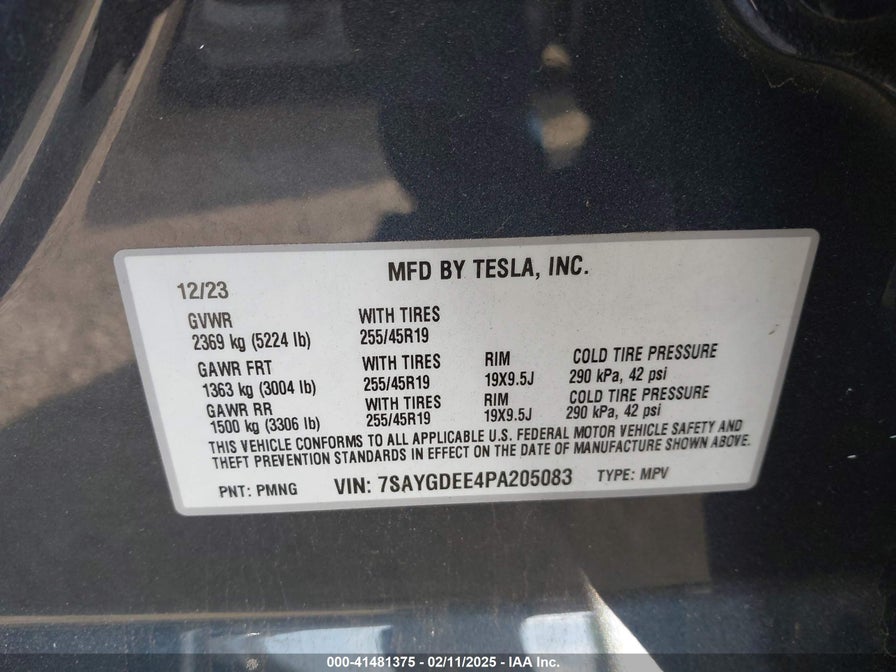 MFD BY TESLA, INC.
12/23
GVWR WITH TIRES
2369 kg (5224 lb) 255/45R19
GAWR FRT WITH TIRES RIM COLD TIRE PRESSURE
1363 kg (3004 lb) 255/45R19 19X9.5J 290 kPa, 42 psi
GAWR RR WITH TIRES RIM COLD TIRE PRESSURE
1500 kg (3306 lb) 255/45R19 19X9.5J 290 kPa, 42 psi
THIS VEHICLE CONFORMS TO ALL APPLICABLE U.S. FEDERAL MOTOR VEHICLE SAFETY AND
THEFT PREVENTION STANDARDS IN EFFECT ON THE DATE OF MANUFACTURE SHOWN ABOVE.
PNT: PMNG VIN: 7SAYGDEE4PA205083 TYPE: MPV
000-41481375 - 02/11/2025 - IAA Inc.